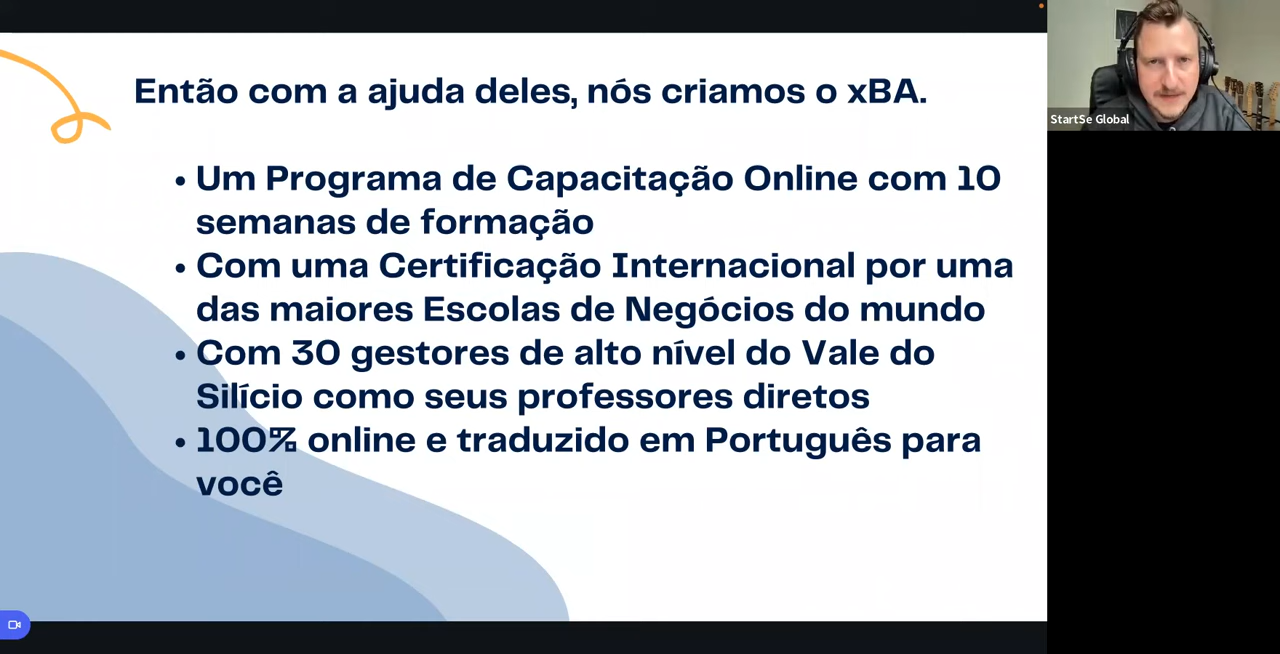 Então com a ajuda deles, nós criamos o xBA.
• Um Programa de Capacitação Online com 10
semanas de formação
• Com uma Certificação Internacional por uma
das maiores Escolas de Negócios do mundo
• Com 30 gestores de alto nível do Vale do
Silício como seus professores diretos
• 100% online e traduzido em Português para
você
StartSe Global